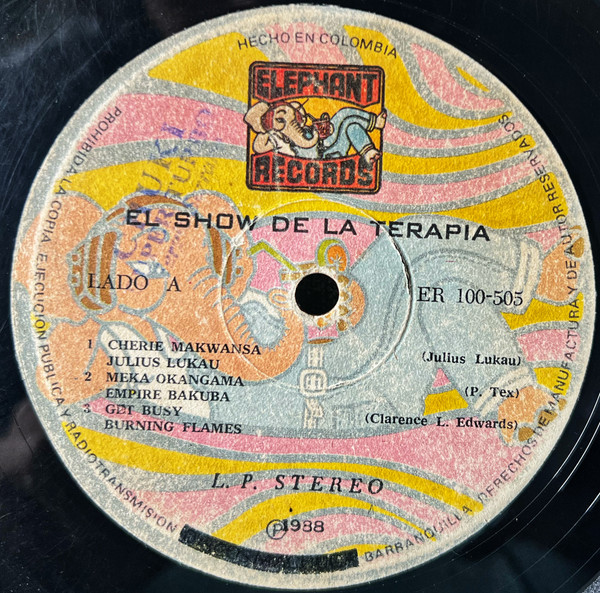 HECHO EN COLOMBIA
ELEPHANT
RECORDS
EL SHOW DE LA TERAPIA
LADO A
ER 100-505
1 CHERIE MAKWANSA
JULIUS LUKAU (Julius Lukau)
2 MEKA OKANGAMA
EMPIRE BAKUBA (P. Tex)
3 GET BUSY
BURNING FLAMES (Clarence L. Edwards)
L. P. STEREO
℗1988
PROHIBIDA LA COPIA EJECUCION PUBLICA Y RADIOTRANSMISION
BARRANQUILLA DERECHOS DE MANUFACTURA Y DE AUTOR RESERVADOS